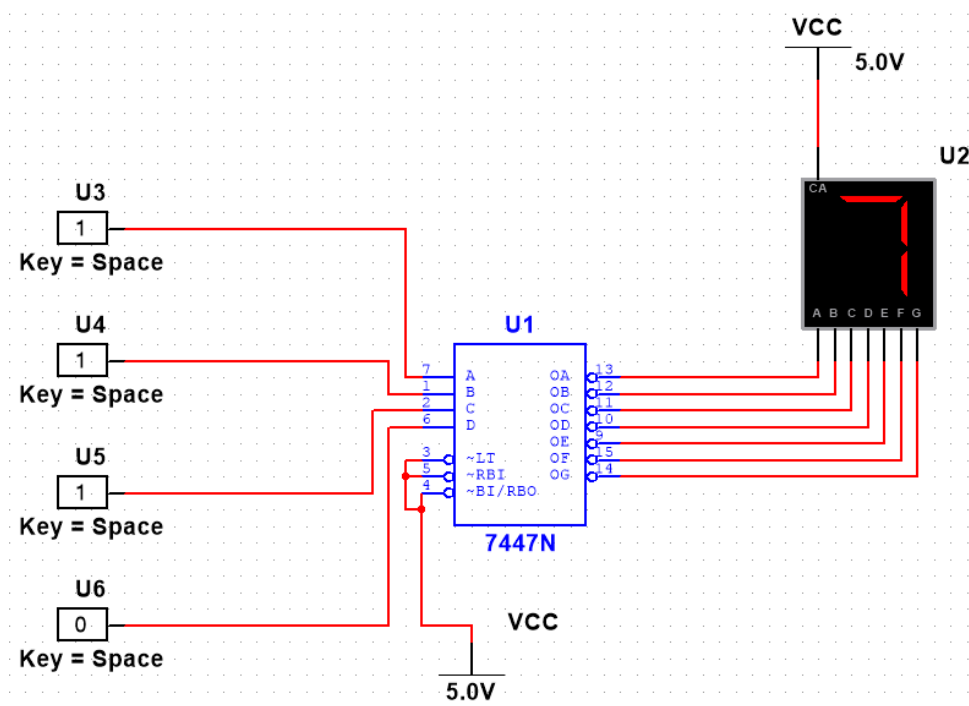 VCC
5.0V
U2
CA
A B C D E F G
U3
1
Key = Space
U4
1
Key = Space
U5
1
Key = Space
U6
0
Key = Space
U1
7 A OA 13
1 B OB 12
2 C OC 11
6 D OD 10
OE 9
3 ~LT OF 15
5 ~RBI OG 14
4 ~BI/RBO
7447N
VCC
5.0V